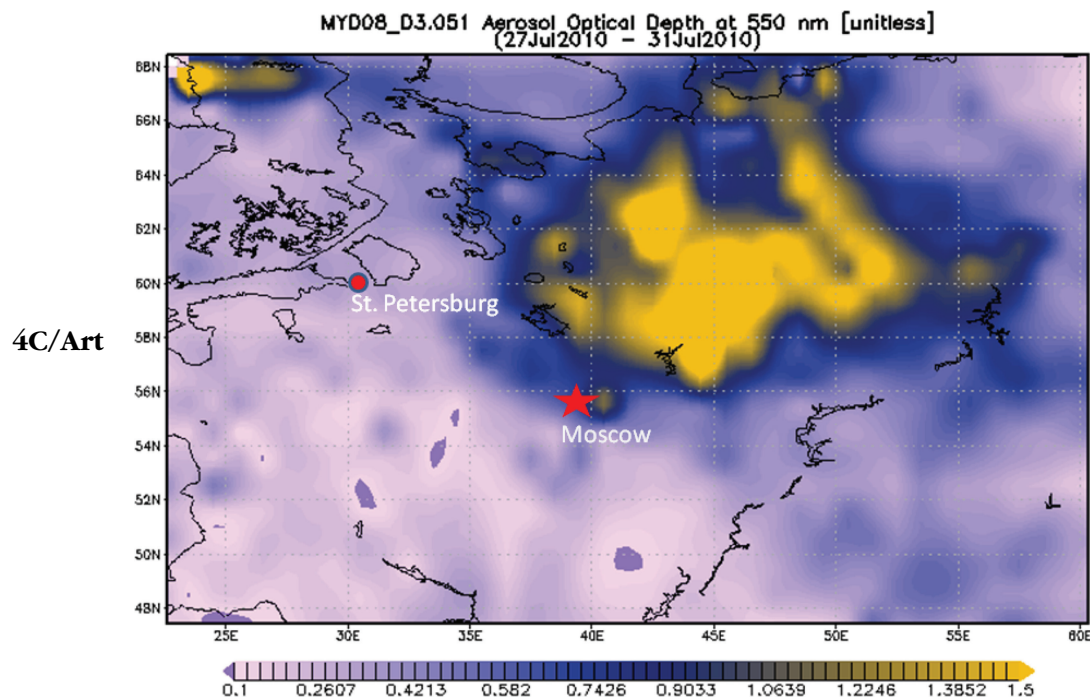 MYD08_D3.051 Aerosol Optical Depth at 550 nm [unitless]
(27Jul2010 – 31Jul2010)
68N
66N
64N
62N
60N
58N
56N
54N
52N
50N
48N
St. Petersburg
Moscow
4C/Art
25E 30E 35E 40E 45E 50E 55E 60E
0.1 0.2607 0.4213 0.582 0.7426 0.9033 1.0639 1.2246 1.3852 1.5